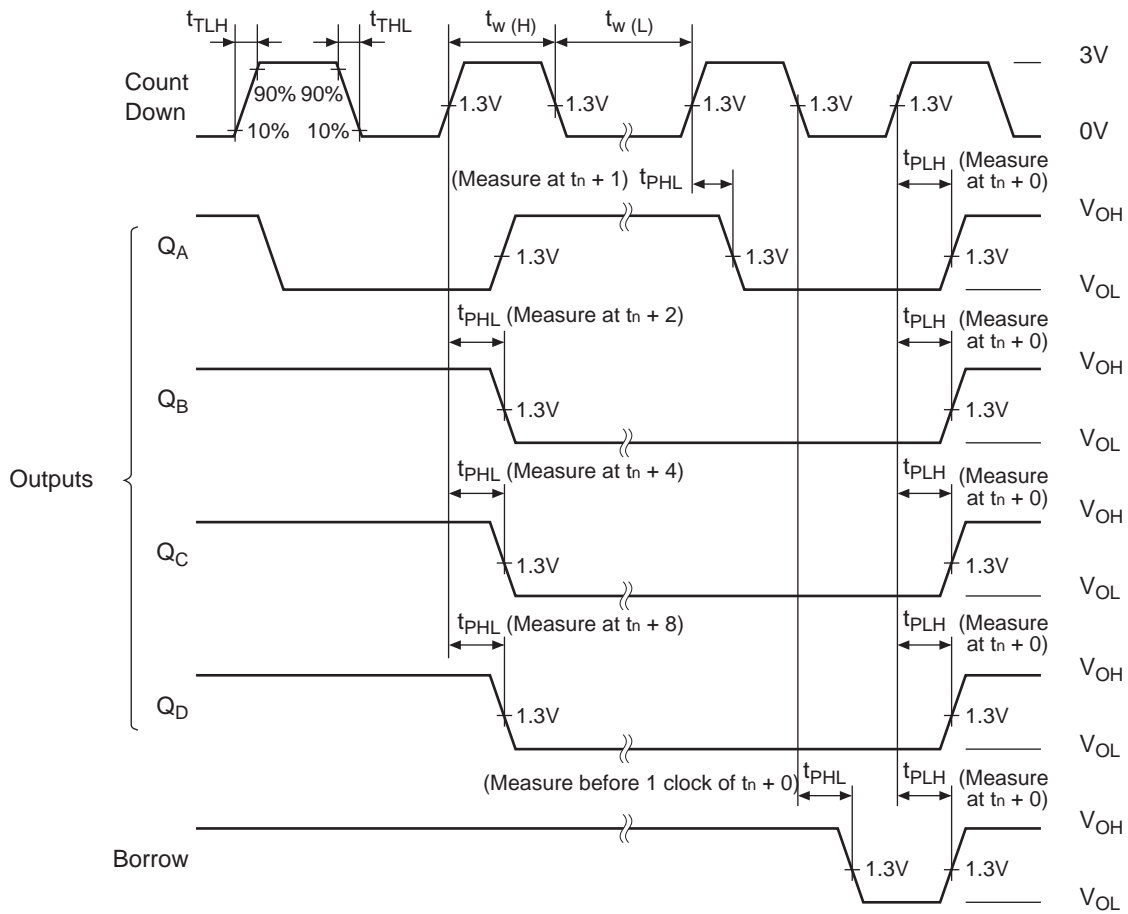 tTLH tTHL tw (H) tw (L)
3V
Count
Down
90% 90%
10% 10%
1.3V 1.3V 1.3V 1.3V 1.3V
0V
(Measure at tn + 1) tPHL
tPLH (Measure
at tn + 0)
VOH
QA
1.3V 1.3V 1.3V
VOL
tPHL (Measure at tn + 2)
tPLH (Measure
at tn + 0)
VOH
QB
1.3V 1.3V
VOL
Outputs
tPHL (Measure at tn + 4)
tPLH (Measure
at tn + 0)
VOH
QC
1.3V 1.3V
VOL
tPHL (Measure at tn + 8)
tPLH (Measure
at tn + 0)
VOH
QD
1.3V 1.3V
VOL
(Measure before 1 clock of tn + 0) tPHL
tPLH (Measure
at tn + 0)
VOH
Borrow
1.3V 1.3V
VOL